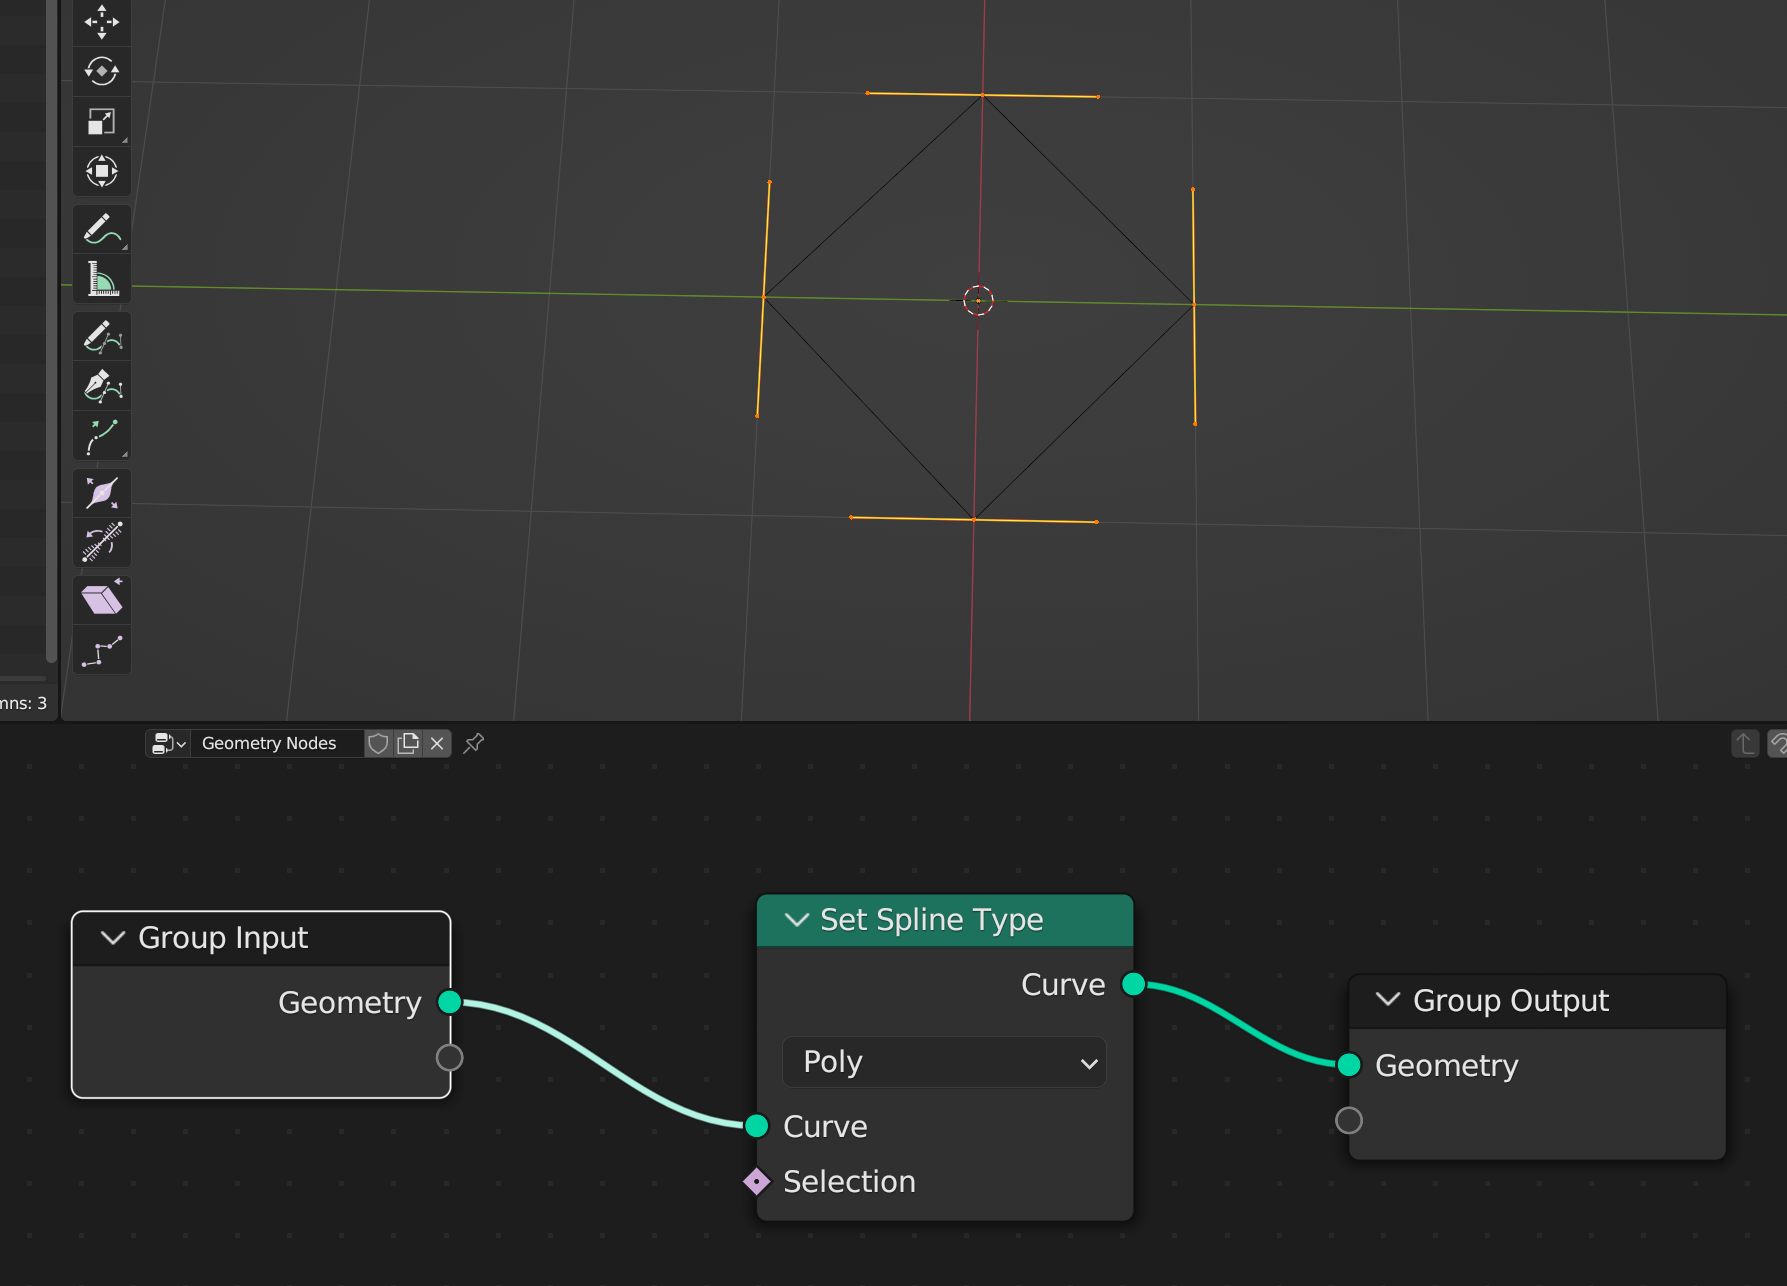 mns: 3
Geometry Nodes
Group Input
Geometry
Set Spline Type
Curve
Poly
Curve
Selection
Group Output
Geometry